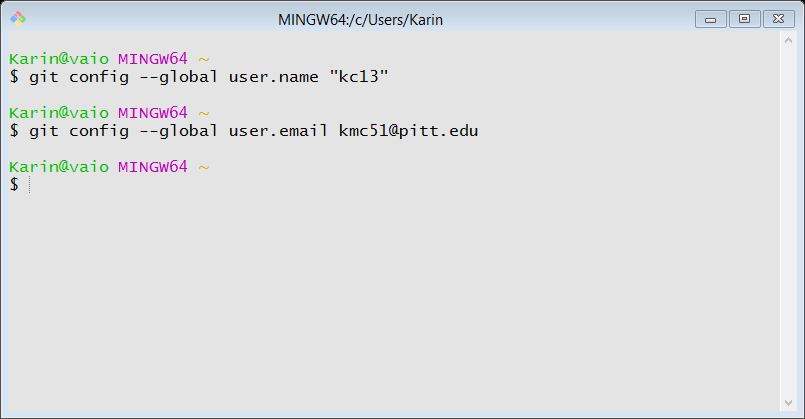 MINGW64:/c/Users/Karin
Karin@vaio MINGW64 ~
$ git config --global user.name "kc13"
Karin@vaio MINGW64 ~
$ git config --global user.email kmc51@pitt.edu
Karin@vaio MINGW64 ~
$